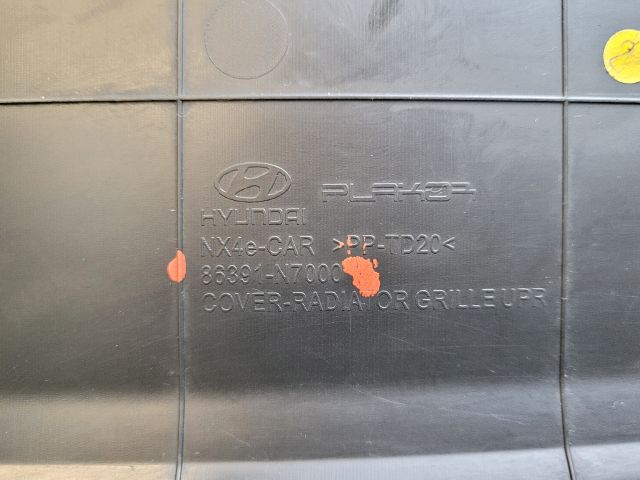 HYUNDAI PLAKOR
NX4e-CAR >PP-TD20<
86391-N7000
COVER-RADIATOR GRILLE UPR